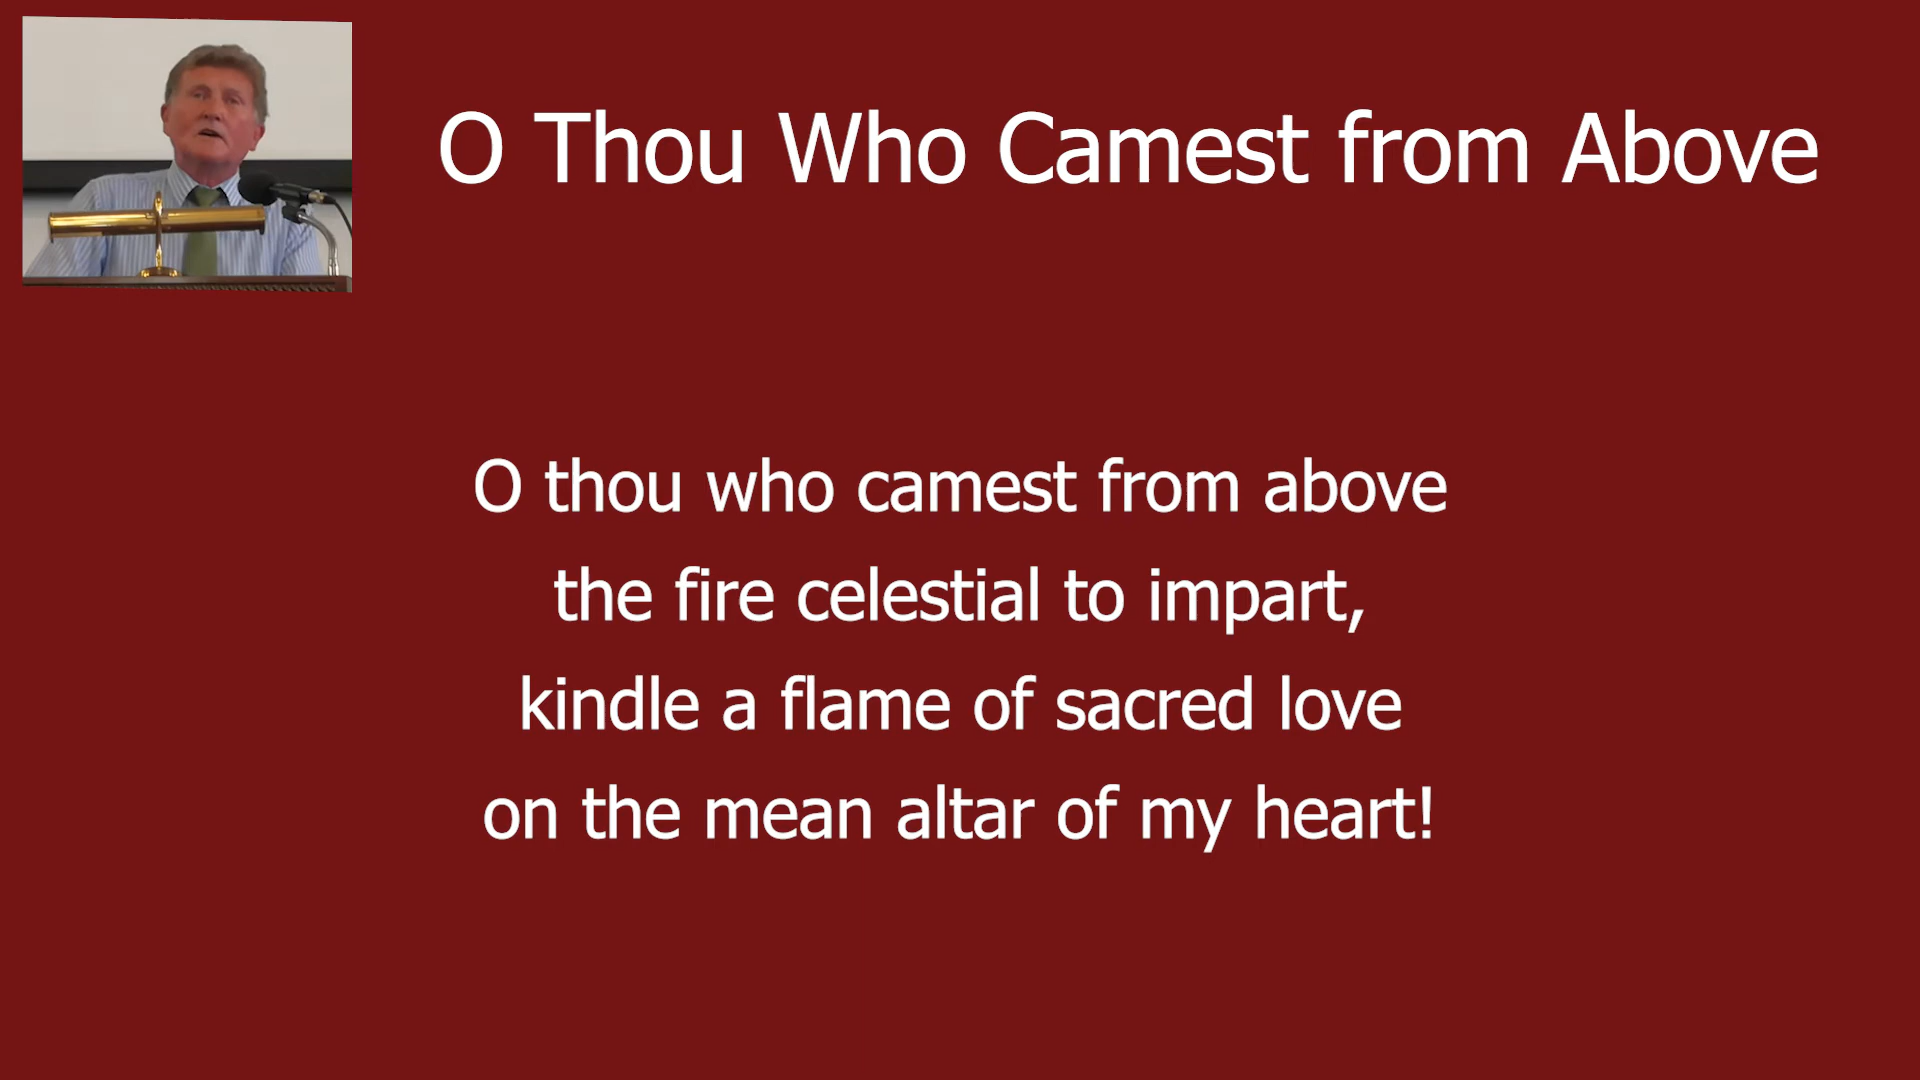 O Thou Who Camest from Above
O thou who camest from above
the fire celestial to impart,
kindle a flame of sacred love
on the mean altar of my heart!